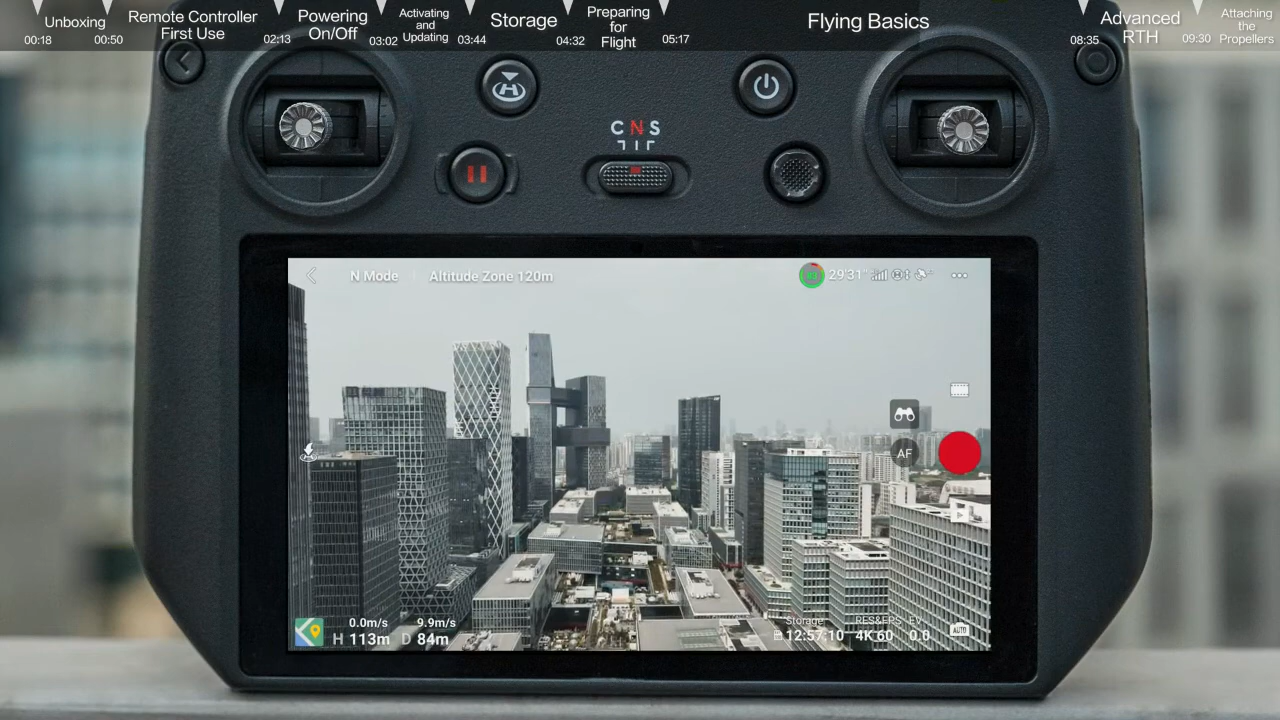 Unboxing
00:18
00:50
Remote Controller
First Use
02:13
Powering
On/Off
03:02
Activating
and
Updating
03:44
Storage
04:32
Preparing
for
Flight
05:17
Flying Basics
08:35
Advanced
RTH
09:30
Attaching
the
Propellers
C N S
N Mode
Altitude Zone 120m
29'31"
AF
0.0m/s
9.9m/s
H 113m D 84m
Storage
RES&FPS
EV
12:57:10
4K 60
0.0
AUTO